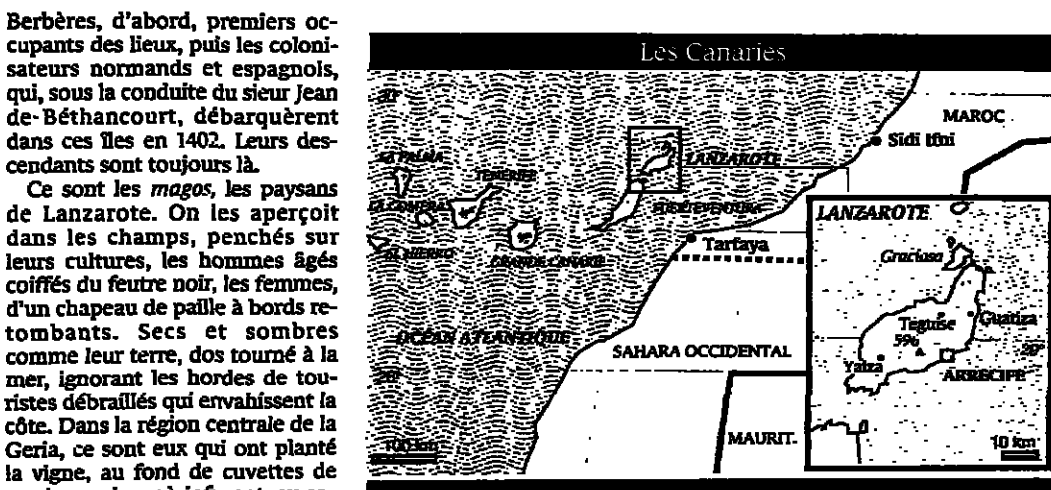 Berbères, d'abord, premiers oc-
cupants des lieux, puis les coloni-
sateurs normands et espagnols,
qui, sous la conduite du sieur Jean
de-Béthancourt, débarquèrent
dans ces îles en 1402. Leurs des-
cendants sont toujours là.
Ce sont les magos, les paysans
de Lanzarote. On les aperçoit
dans les champs, penchés sur
leurs cultures, les hommes âgés
coiffés du feutre noir, les femmes,
d'un chapeau de paille à bords re-
tombants. Secs et sombres
comme leur terre, dos tourné à la
mer, ignorant les hordes de tou-
ristes débraillés qui envahissent la
côte. Dans la région centrale de la
Geria, ce sont eux qui ont planté
la vigne, au fond de cuvettes de
Les Canaries
MAROC
Sidi Ifni
LA PALMA
TENERIFE
LANZAROTE
LA GOMERA
FUERTEVENTURA
EL HIERRO
GRANDE CANARIE
Tarfaya
OCÉAN ATLANTIQUE
SAHARA OCCIDENTAL
MAURIT.
100 km
LANZAROTE
Graciosa
Teguise
Guatiza
596
29°
Yaiza
ARRECIFE
10 km